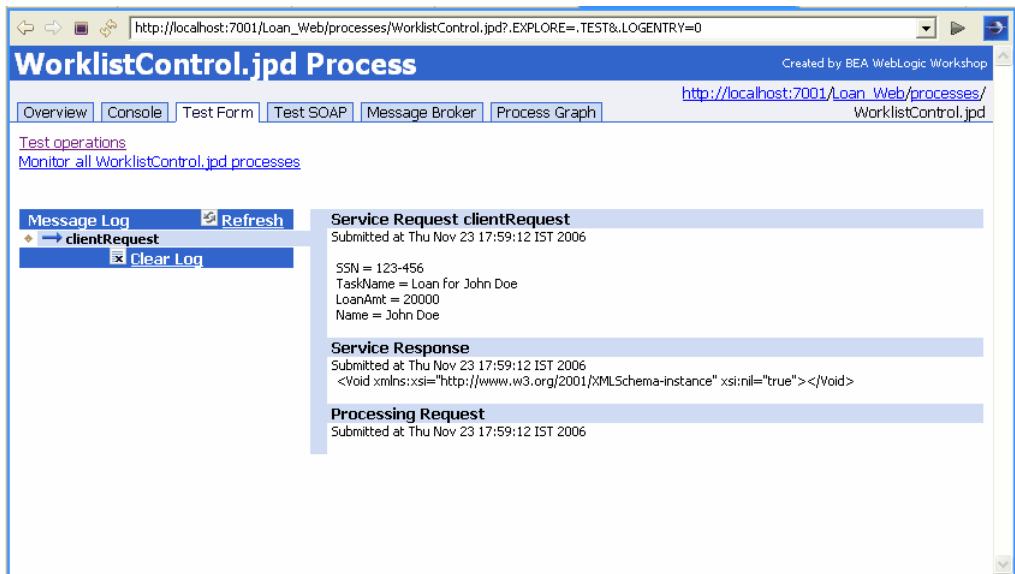 http://localhost:7001/Loan_Web/processes/WorklistControl.jpd?.EXPLORE=.TEST&.LOGENTRY=0
WorklistControl.jpd Process
Created by BEA WebLogic Workshop
http://localhost:7001/Loan_Web/processes/
Overview Console Test Form Test SOAP Message Broker Process Graph
WorklistControl.jpd
Test operations
Monitor all WorklistControl.jpd processes
Message Log Refresh
clientRequest
Clear Log
Service Request clientRequest
Submitted at Thu Nov 23 17:59:12 IST 2006
SSN = 123-456
TaskName = Loan for John Doe
LoanAmt = 20000
Name = John Doe
Service Response
Submitted at Thu Nov 23 17:59:12 IST 2006
<Void xmlns:xsi="http://www.w3.org/2001/XMLSchema-instance" xsi:nil="true"></Void>
Processing Request
Submitted at Thu Nov 23 17:59:12 IST 2006